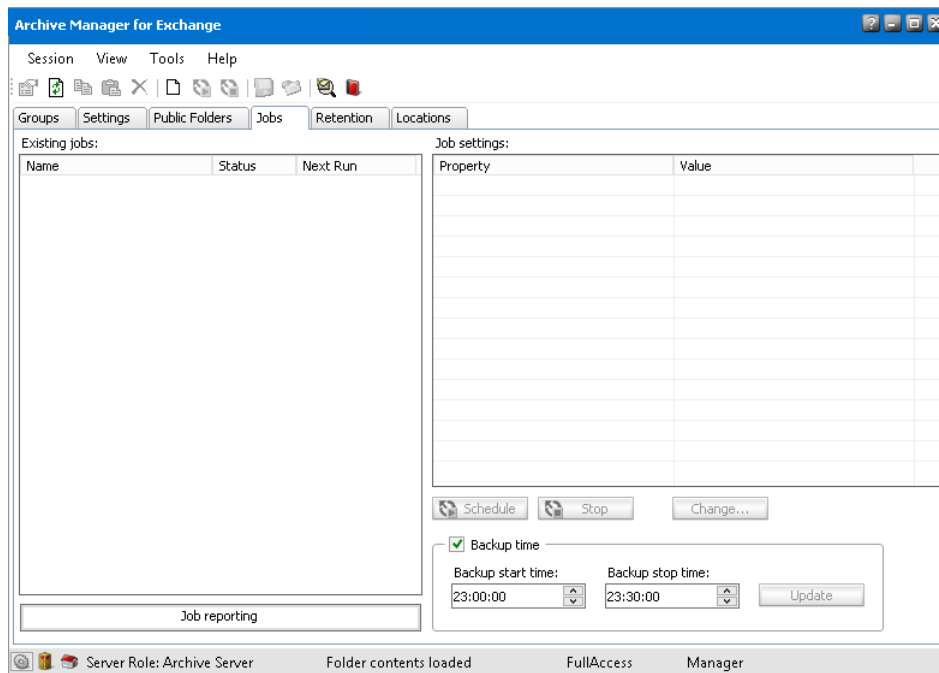 Archive Manager for Exchange
Session View Tools Help
Groups Settings Public Folders Jobs Retention Locations
Existing jobs: Job settings:
Name Status Next Run Property Value
Schedule Stop Change...
Backup time
Backup start time: Backup stop time:
23:00:00 23:30:00 Update
Job reporting
Server Role: Archive Server Folder contents loaded FullAccess Manager